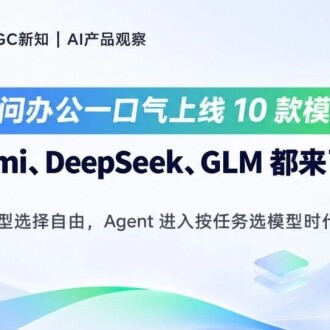 GC新知 | AI产品观察
问办公一口气上线 10 款模
mi、DeepSeek、GLM 都来
型选择自由，Agent 进入按任务选模型时代